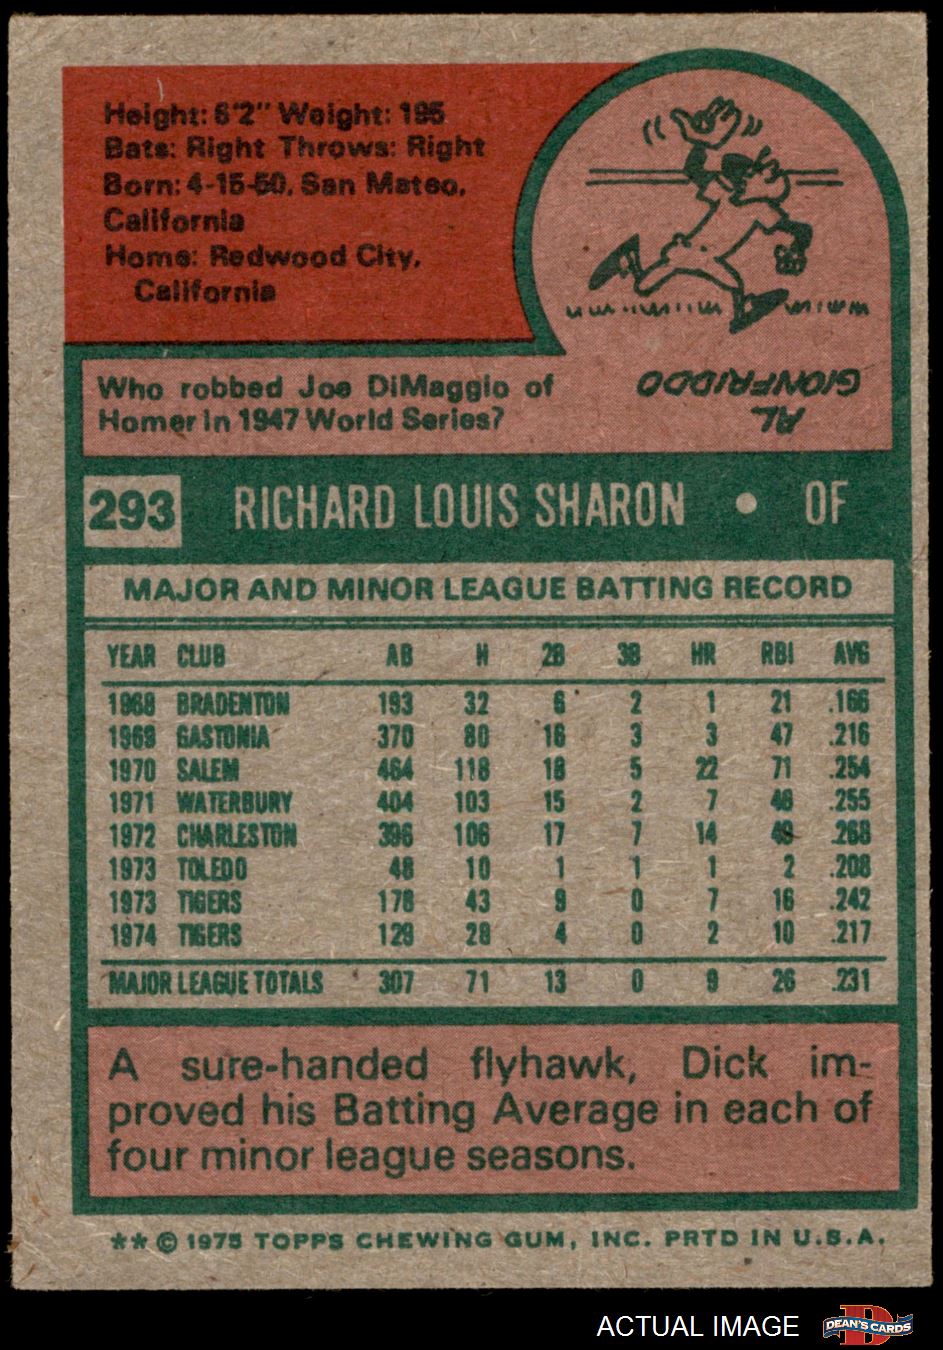 Height: 6'2" Weight: 195
Bats: Right Throws: Right
Born: 4-15-50, San Mateo,
California
Home: Redwood City,
California
Who robbed Joe DiMaggio of
Homer in 1947 World Series?
AL
GIONFRIDDO
293 RICHARD LOUIS SHARON • OF
MAJOR AND MINOR LEAGUE BATTING RECORD
YEAR CLUB AB H 2B 3B HR RBI AVG
1968 BRADENTON 193 32 6 2 1 21 .166
1969 GASTONIA 370 80 16 3 3 47 .216
1970 SALEM 464 118 18 5 22 71 .254
1971 WATERBURY 404 103 15 2 7 46 .255
1972 CHARLESTON 396 106 17 7 14 49 .268
1973 TOLEDO 48 10 1 1 1 2 .208
1973 TIGERS 178 43 9 0 7 16 .242
1974 TIGERS 129 28 4 0 2 10 .217
MAJOR LEAGUE TOTALS 307 71 13 0 9 26 .231
A sure-handed flyhawk, Dick im-
proved his Batting Average in each of
four minor league seasons.
** © 1975 TOPPS CHEWING GUM, INC. PRTD IN U.S.A.
ACTUAL IMAGE DEAN'S CARDS